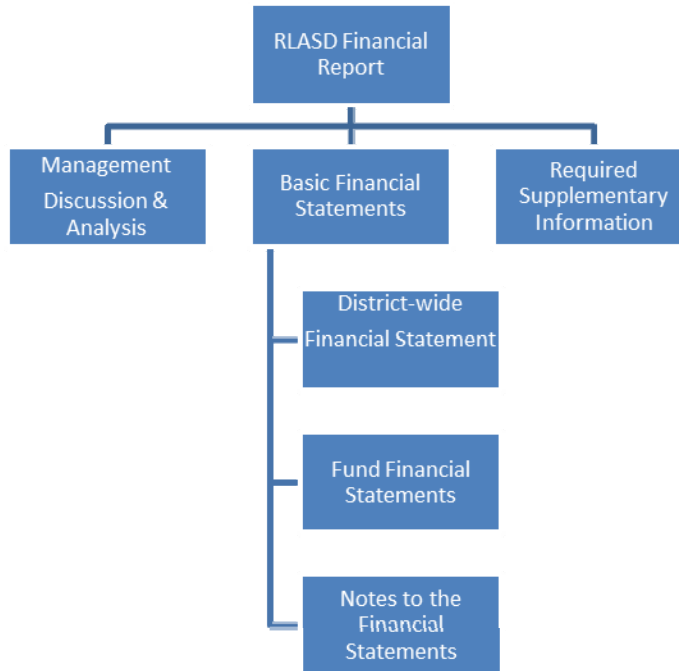 RLASD Financial
Report
Management
Discussion &
Analysis
Basic Financial
Statements
Required
Supplementary
Information
District-wide
Financial Statement
Fund Financial
Statements
Notes to the
Financial
Statements